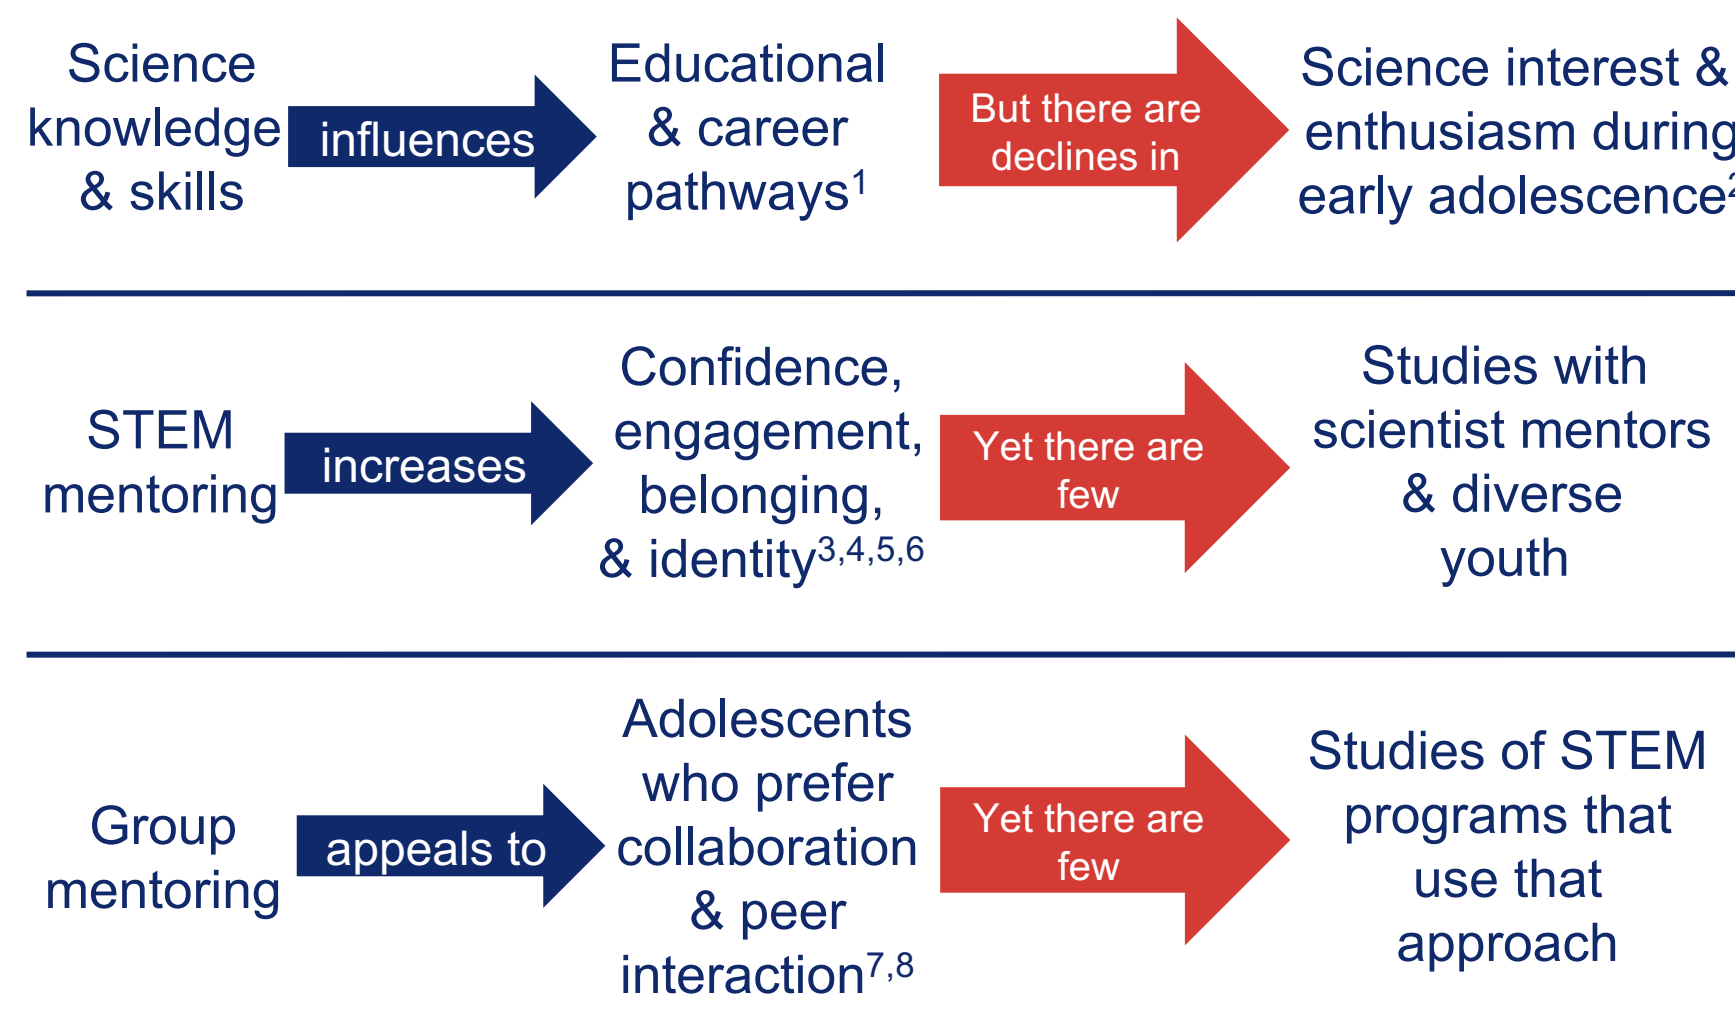 Science
knowledge
& skills
influences
Educational
& career
pathways¹
But there are
declines in
Science interest &
enthusiasm during
early adolescence²
STEM
mentoring
increases
Confidence,
engagement,
belonging,
& identity³,⁴,⁵,⁶
Yet there are
few
Studies with
scientist mentors
& diverse
youth
Group
mentoring
appeals to
Adolescents
who prefer
collaboration
& peer
interaction⁷,⁸
Yet there are
few
Studies of STEM
programs that
use that
approach